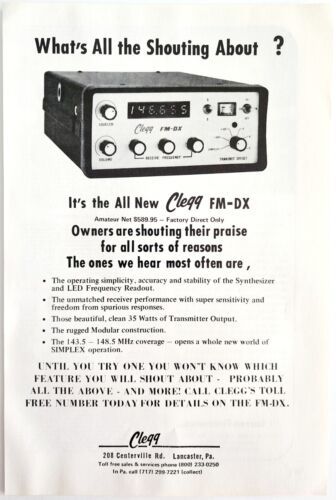 What's All the Shouting About ?
146.655
SQUELCH
Clegg FM-DX
VOLUME
RECEIVE FREQUENCY
TRANSMIT OFFSET
It's the All New Clegg FM-DX
Amateur Net $589.95 – Factory Direct Only
Owners are shouting their praise
for all sorts of reasons
The ones we hear most often are ,
• The operating simplicity, accuracy and stability of the Synthesizer
and LED Frequency Readout.
• The unmatched receiver performance with super sensitivity and
freedom from spurious responses.
• Those beautiful, clean 35 Watts of Transmitter Output.
• The rugged Modular construction.
• The 143.5 - 148.5 MHz coverage – opens a whole new world of
SIMPLEX operation.
UNTIL YOU TRY ONE YOU WON'T KNOW WHICH
FEATURE YOU WILL SHOUT ABOUT - PROBABLY
ALL THE ABOVE - AND MORE! CALL CLEGG'S TOLL
FREE NUMBER TODAY FOR DETAILS ON THE FM-DX.
Clegg
208 Centerville Rd. Lancaster, Pa.
Toll free sales & services phone (800) 233-0250
In Pa. call (717) 299-7221 (collect)